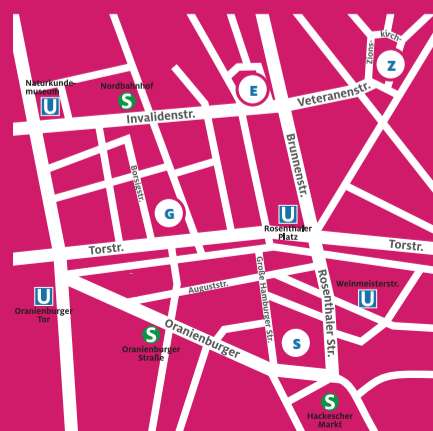 Zions-
kirch-
Z
Naturkunde-
museum
U
Nordbahnhof
S
E
Veteranenstr.
Invalidenstr.
Brunnenstr.
Borsigstr.
G
U
Rosenthaler
Platz
Torstr.
Torstr.
Große Hamburger Str.
Rosenthaler Str.
Weinmeisterstr.
U
Auguststr.
U
Oranienburger
Tor
Oranienburger
S
Oranienburger
Straße
S
S
Hackescher
Markt